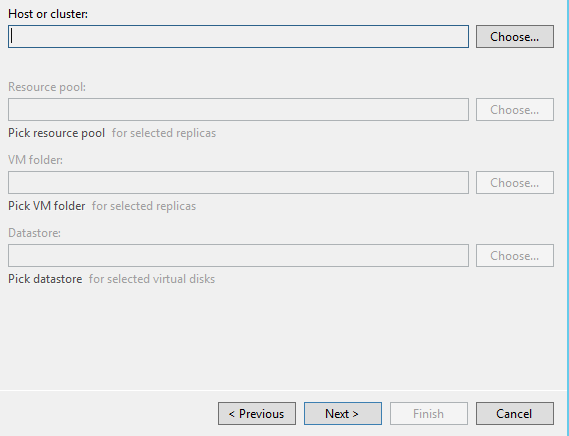 Host or cluster:
Choose...
Resource pool:
Choose...
Pick resource pool for selected replicas
VM folder:
Choose...
Pick VM folder for selected replicas
Datastore:
Choose...
Pick datastore for selected virtual disks
< Previous Next > Finish Cancel